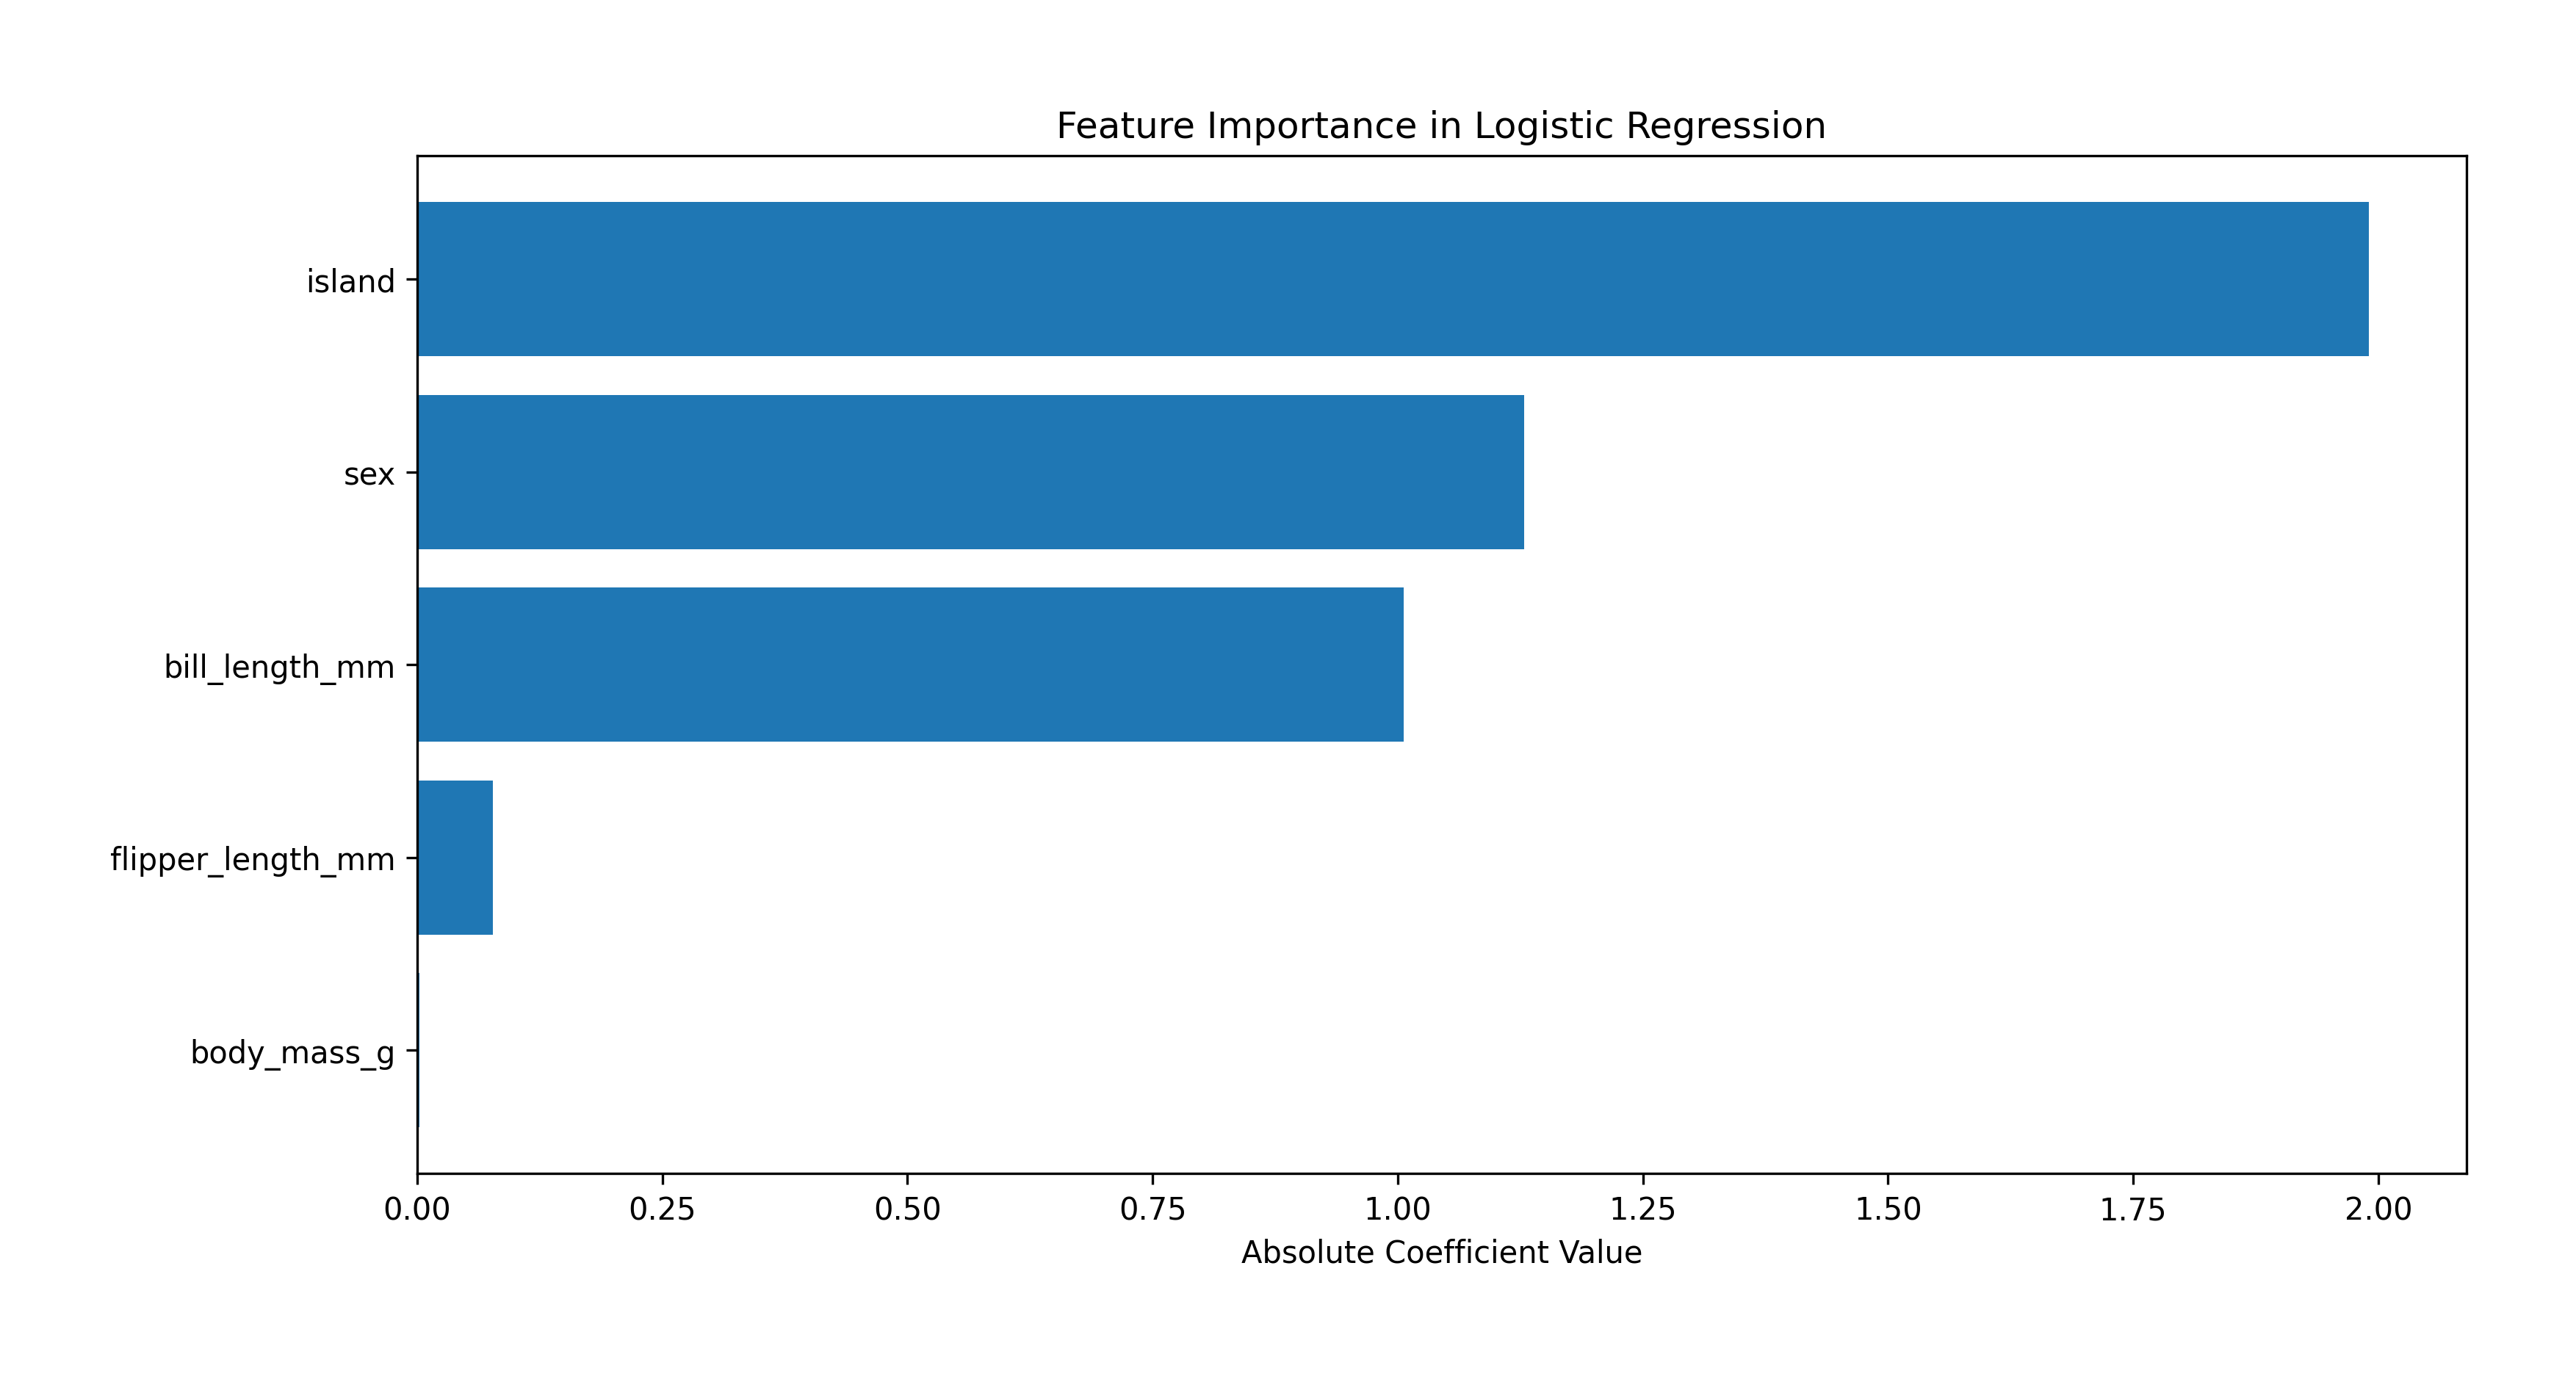 Feature Importance in Logistic Regression
island
sex
bill_length_mm
flipper_length_mm
body_mass_g
0.00 0.25 0.50 0.75 1.00 1.25 1.50 1.75 2.00
Absolute Coefficient Value